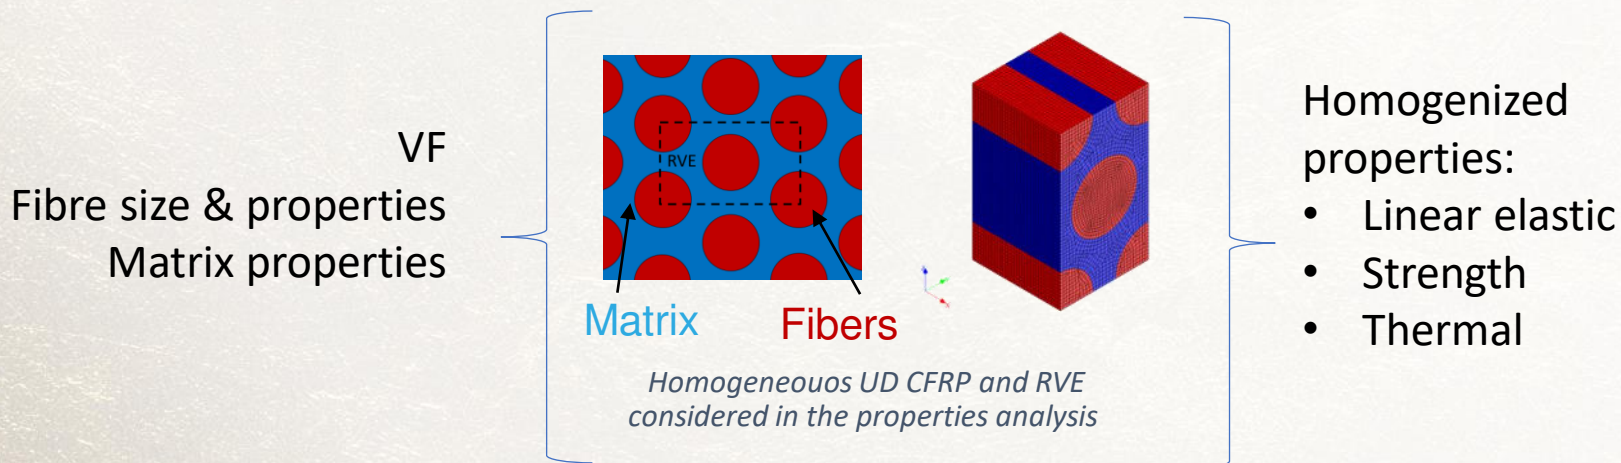 VF
Fibre size & properties
Matrix properties
RVE
Matrix
Fibers
Homogeneouos UD CFRP and RVE
considered in the properties analysis
Homogenized
properties:
• Linear elastic
• Strength
• Thermal